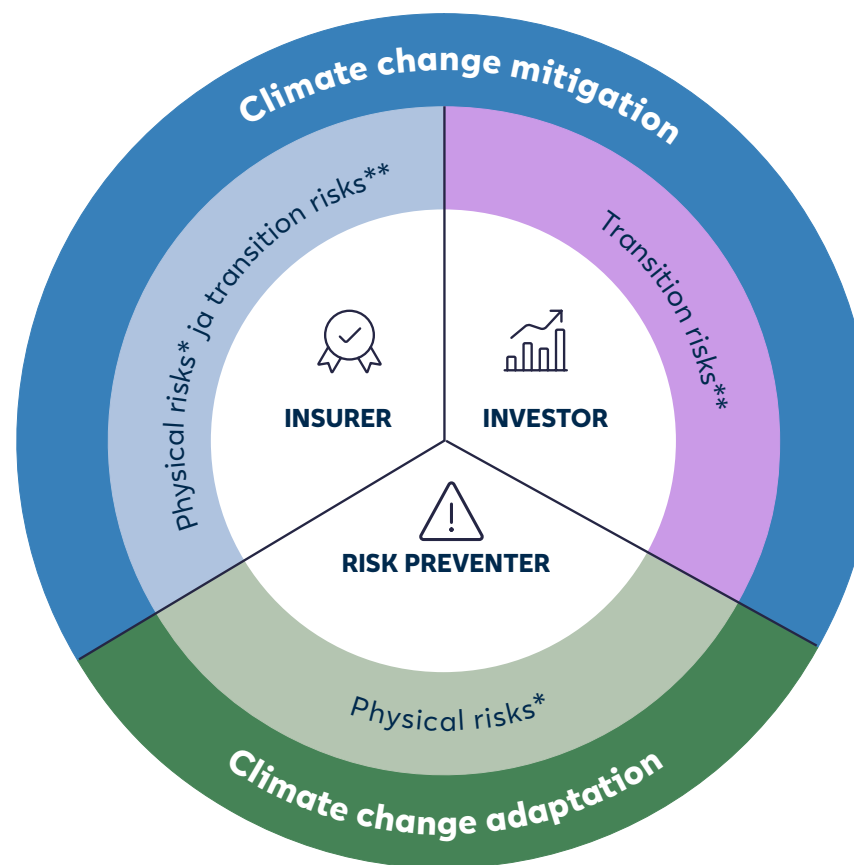 Climate change mitigation
Physical risks* ja transition risks**
Transition risks**
INSURER
INVESTOR
RISK PREVENTER
Physical risks*
Climate change adaptation